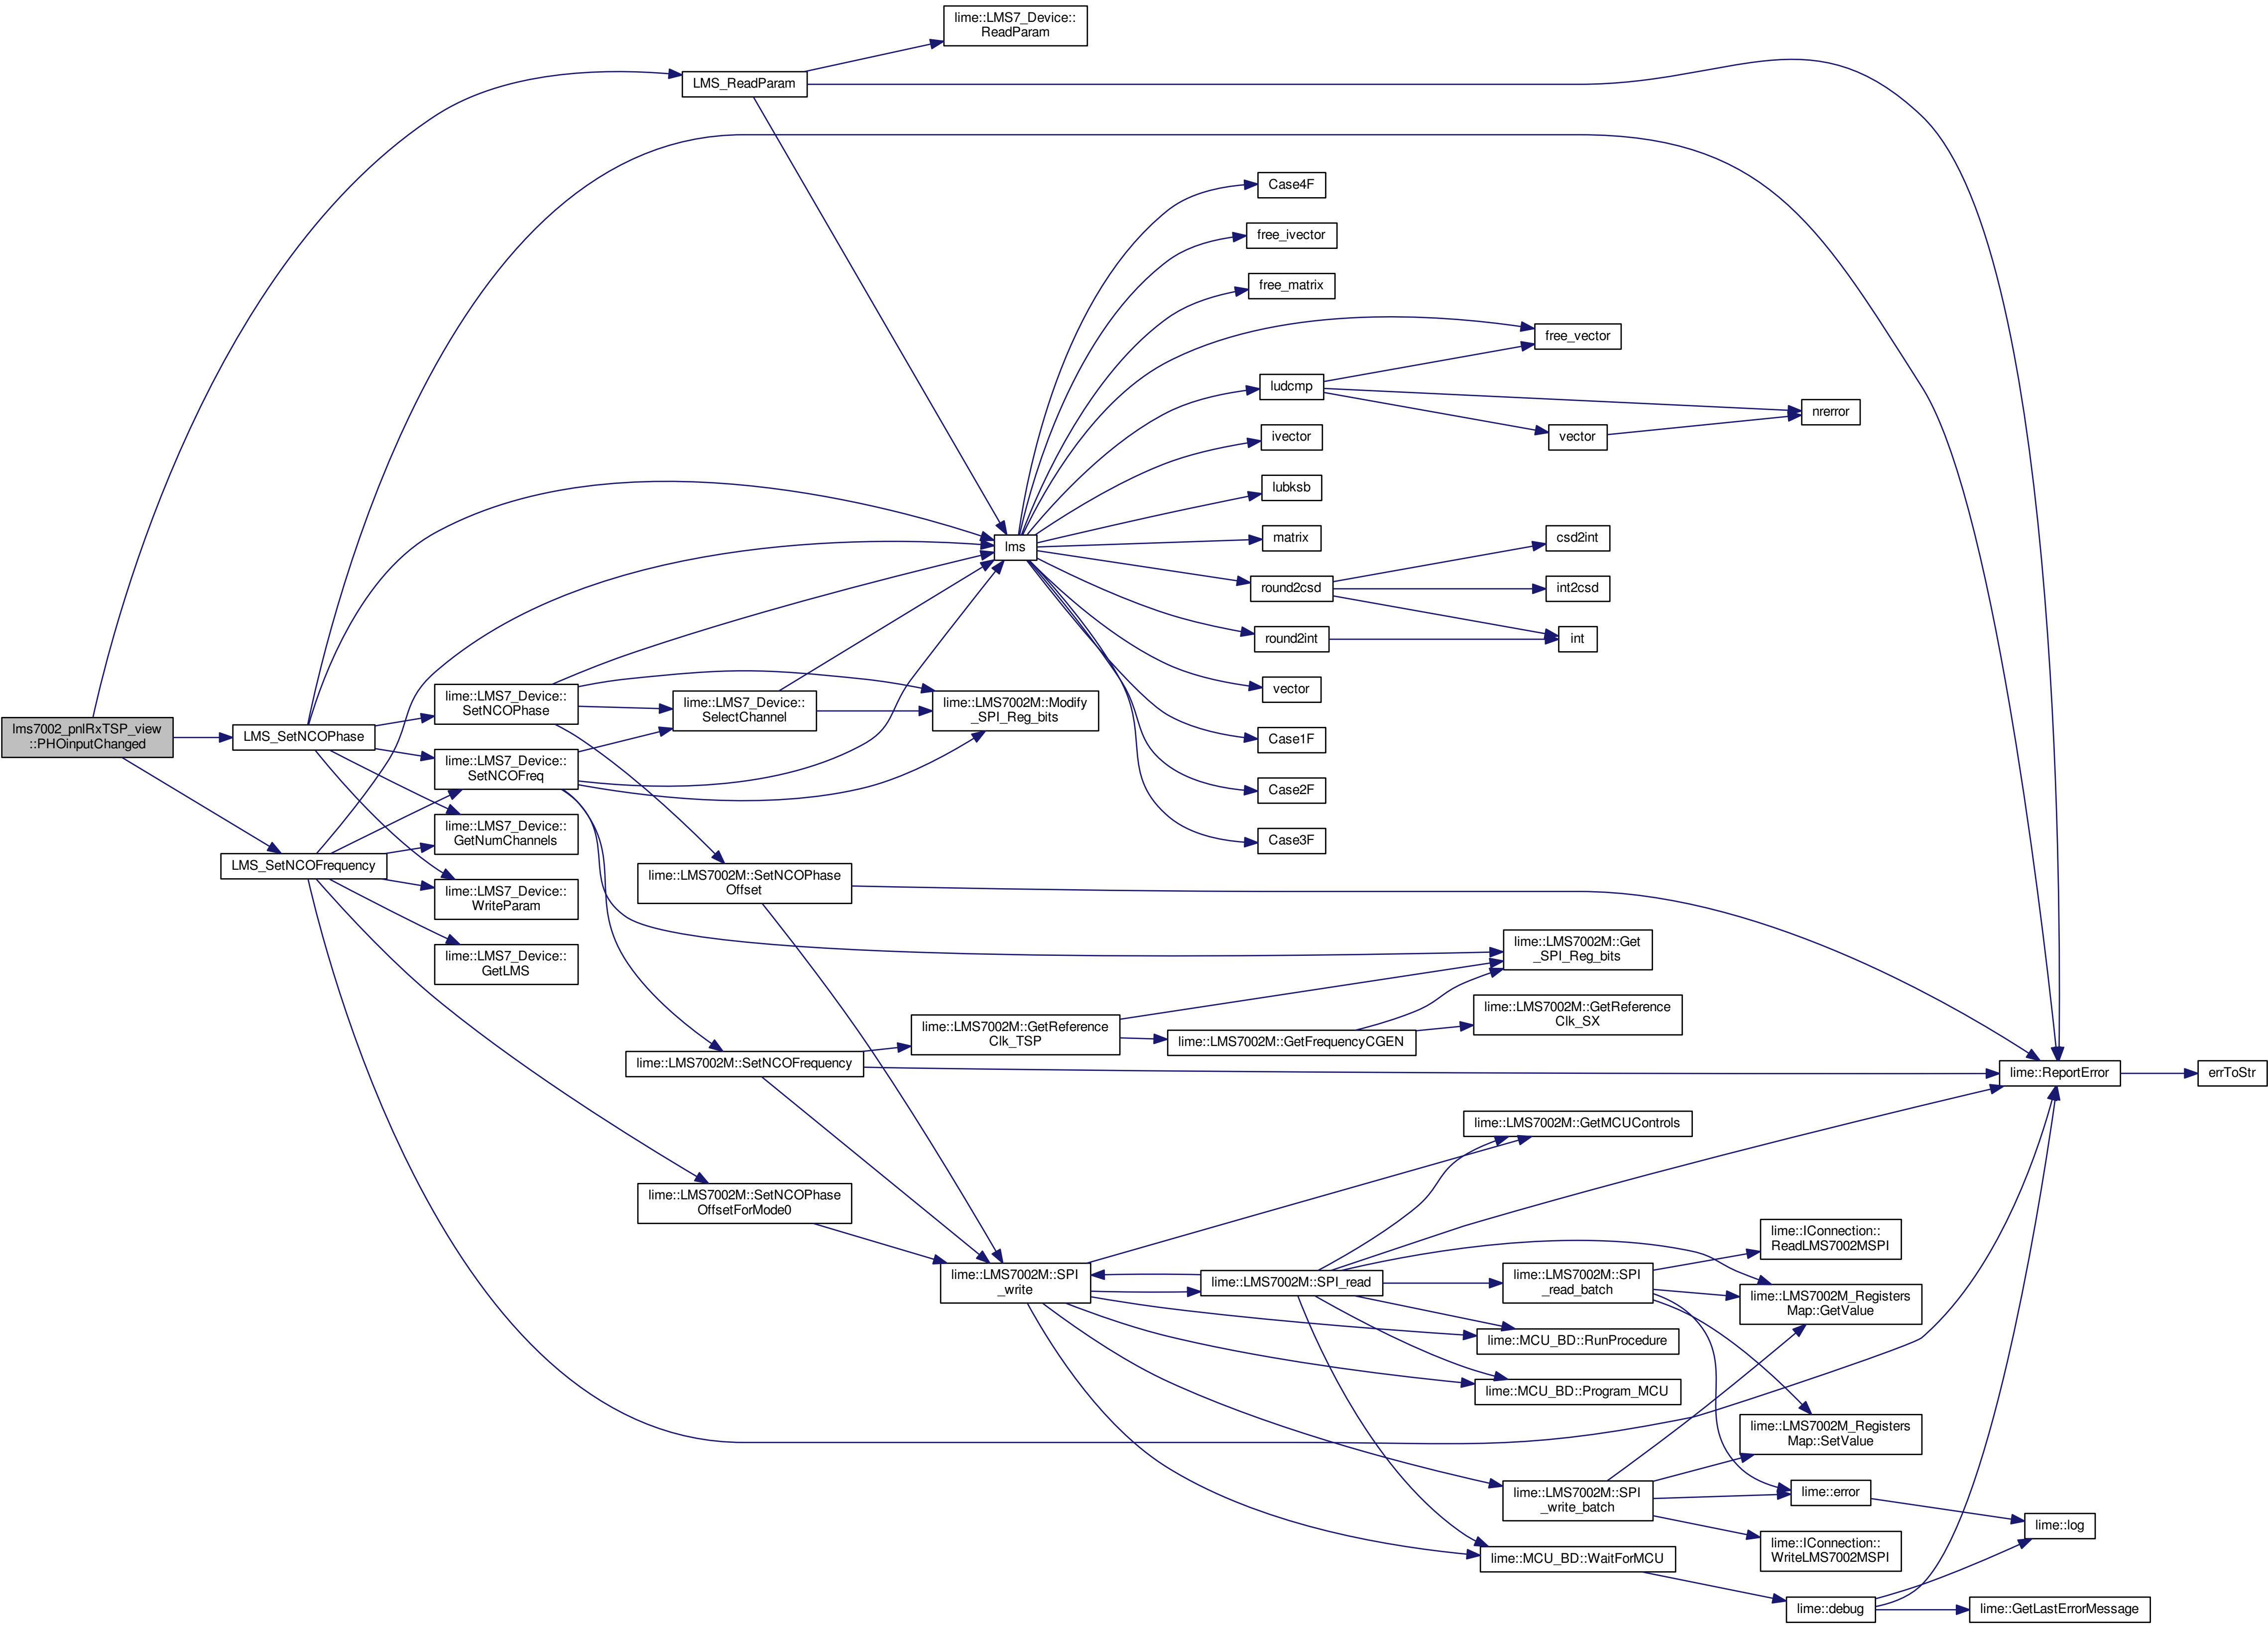 lime::LMS7_Device::
ReadParam
LMS_ReadParam
Case4F
free_ivector
free_matrix
free_vector
ludcmp
nrerror
ivector
vector
lubksb
lms
matrix
csd2int
round2csd
int2csd
round2int
int
vector
lime::LMS7_Device::
SetNCOPhase
lime::LMS7_Device::
SelectChannel
lime::LMS7002M::Modify
_SPI_Reg_bits
lms7002_pnlRxTSP_view
::PHOinputChanged
LMS_SetNCOPhase
Case1F
lime::LMS7_Device::
SetNCOFreq
Case2F
lime::LMS7_Device::
GetNumChannels
Case3F
LMS_SetNCOFrequency
lime::LMS7_Device::
WriteParam
lime::LMS7002M::SetNCOPhase
Offset
lime::LMS7_Device::
GetLMS
lime::LMS7002M::Get
_SPI_Reg_bits
lime::LMS7002M::GetReference
Clk_SX
lime::LMS7002M::GetReference
Clk_TSP
lime::LMS7002M::GetFrequencyCGEN
lime::LMS7002M::SetNCOFrequency
lime::ReportError
errToStr
lime::LMS7002M::GetMCUControls
lime::LMS7002M::SetNCOPhase
OffsetForMode0
lime::IConnection::
ReadLMS7002MSPI
lime::LMS7002M::SPI
_write
lime::LMS7002M::SPI_read
lime::LMS7002M::SPI
_read_batch
lime::LMS7002M_Registers
Map::GetValue
lime::MCU_BD::RunProcedure
lime::MCU_BD::Program_MCU
lime::LMS7002M_Registers
Map::SetValue
lime::LMS7002M::SPI
_write_batch
lime::error
lime::log
lime::IConnection::
WriteLMS7002MSPI
lime::MCU_BD::WaitForMCU
lime::debug
lime::GetLastErrorMessage